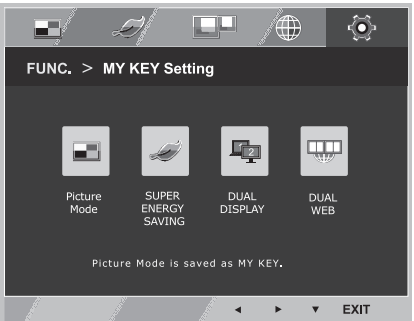 FUNC. > MY KEY Setting
2
Picture
Mode
SUPER
ENERGY
SAVING
DUAL
DISPLAY
DUAL
WEB
Picture Mode is saved as MY KEY.
◄ ► ▼ EXIT